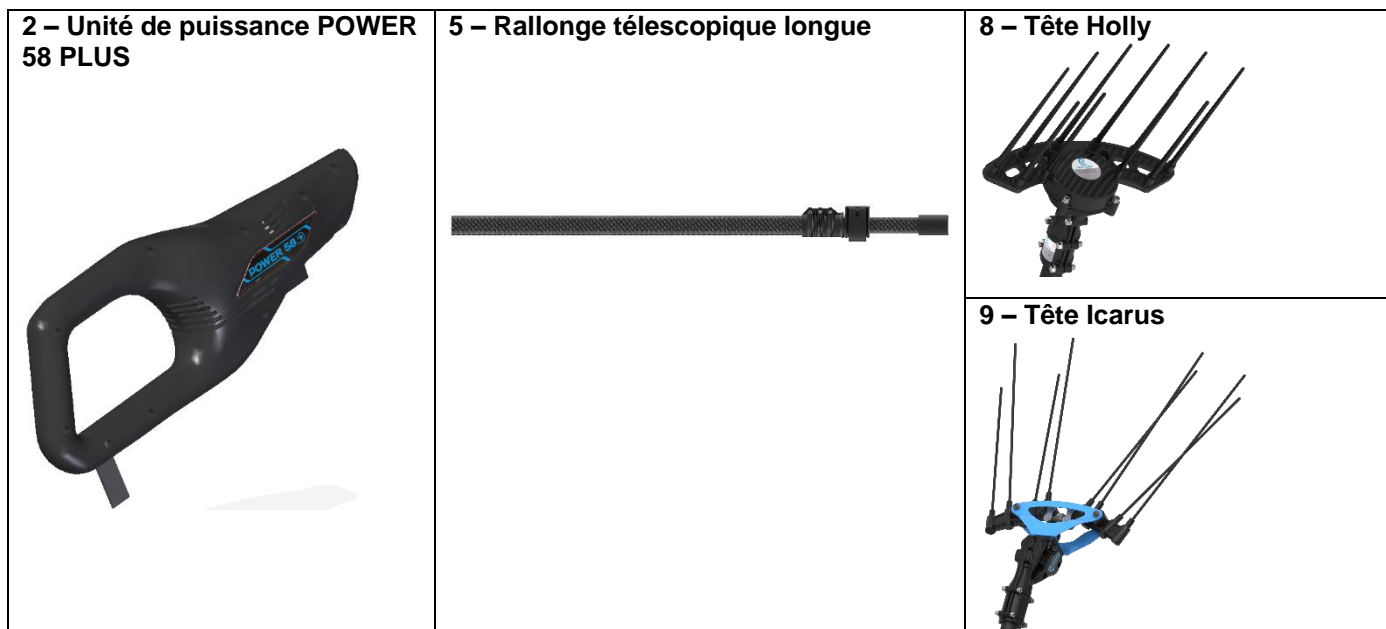 2 – Unité de puissance POWER
58 PLUS
5 – Rallonge télescopique longue
8 – Tête Holly
9 – Tête Icarus
POWER 58 +